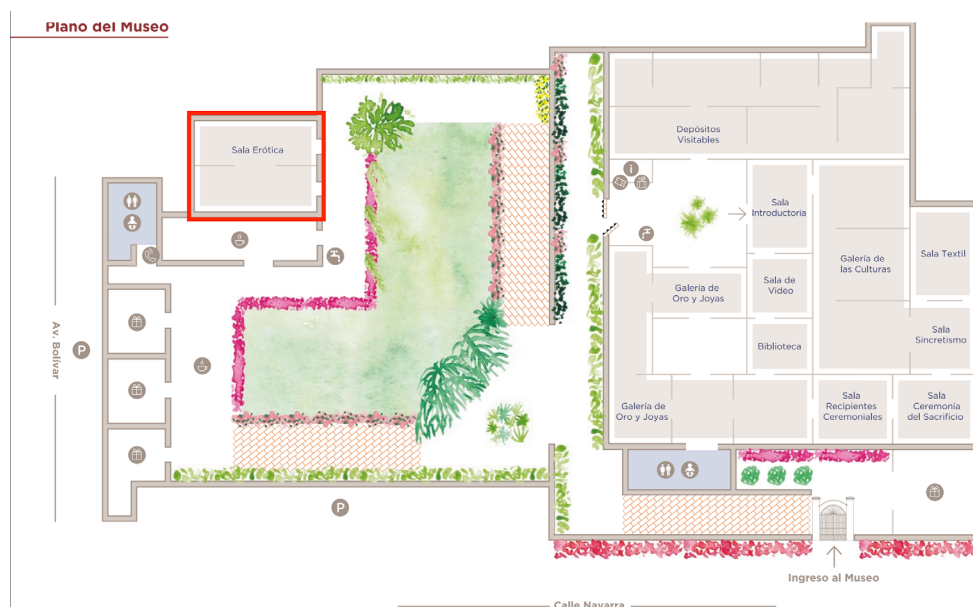 Plano del Museo
Depósitos
Visitables
Sala Erótica
i
Sala
Introductoria
Galería de
las Culturas
Sala Textil
Galería de
Oro y Joyas
Sala de
Video
Sala
Sincretismo
Biblioteca
Av. Bolívar
P
Galería de
Oro y Joyas
Sala
Recipientes
Ceremoniales
Sala
Ceremonia
del Sacrificio
P
Ingreso al Museo
Calle Navarra